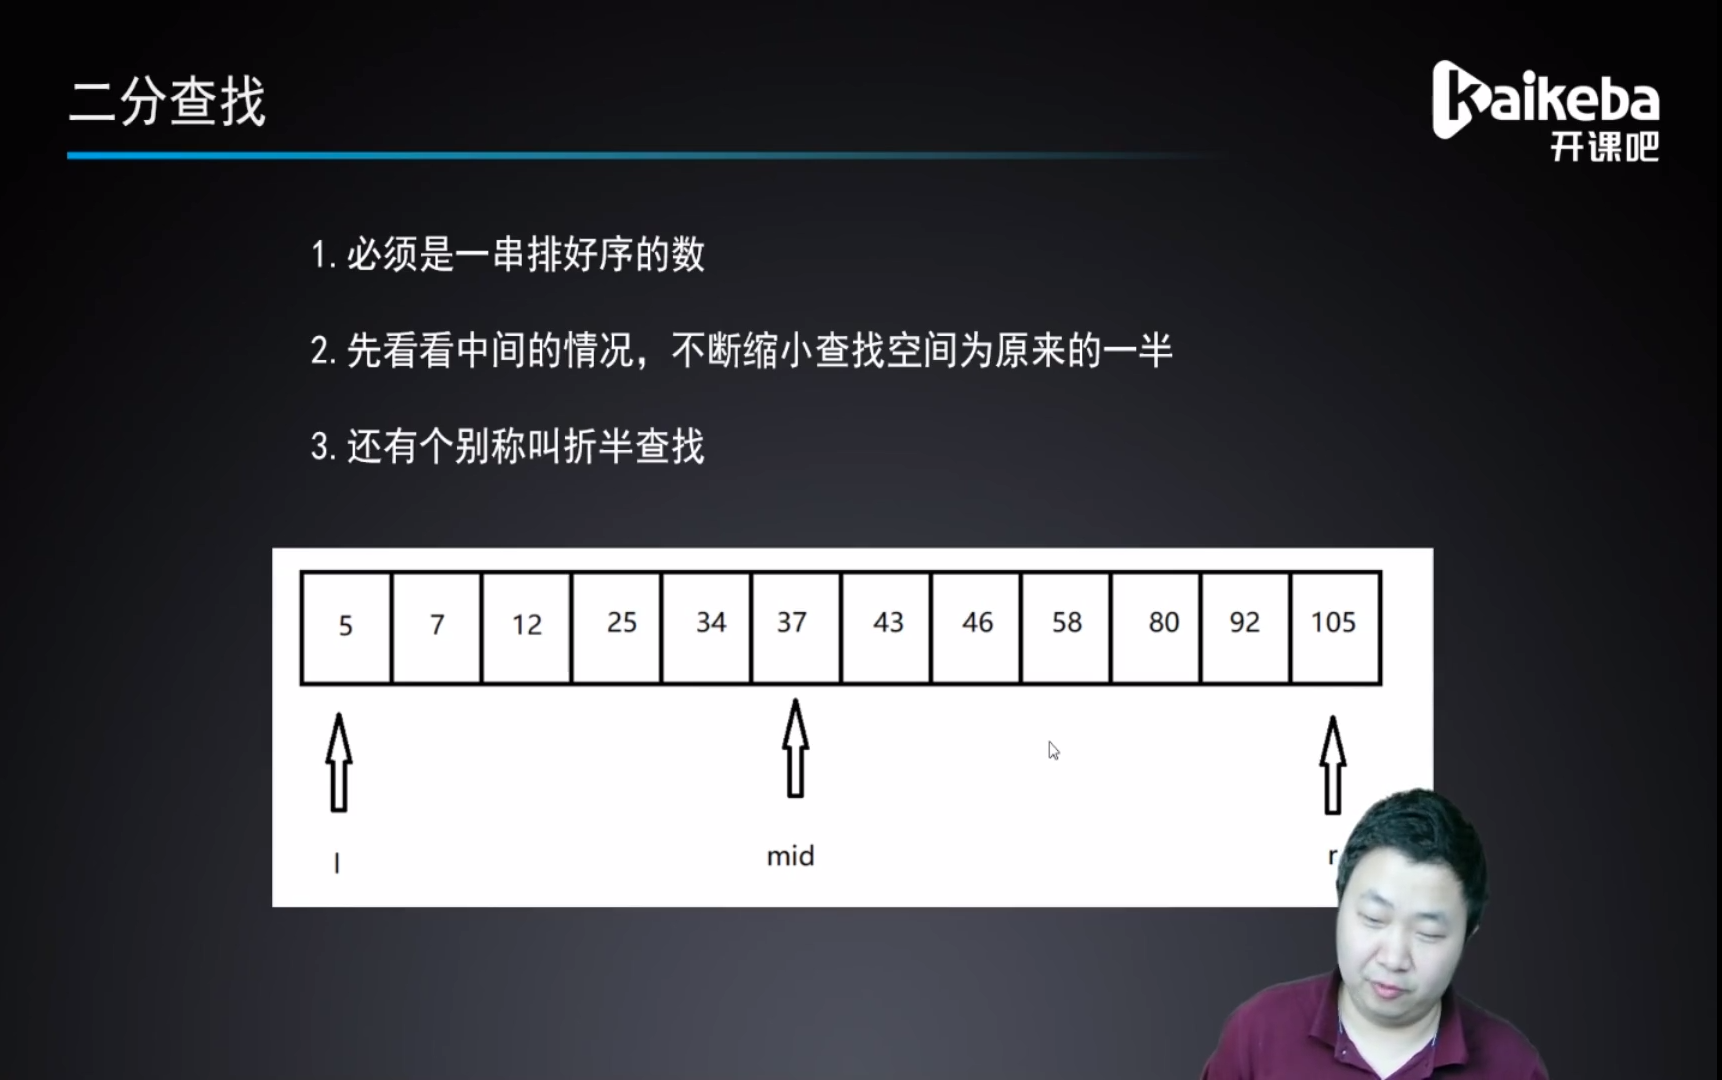 二分查找
kaikeba
开课吧
1.必须是一串排好序的数
2.先看看中间的情况，不断缩小查找空间为原来的一半
3.还有个别称叫折半查找
5 7 12 25 34 37 43 46 58 80 92 105
l mid r